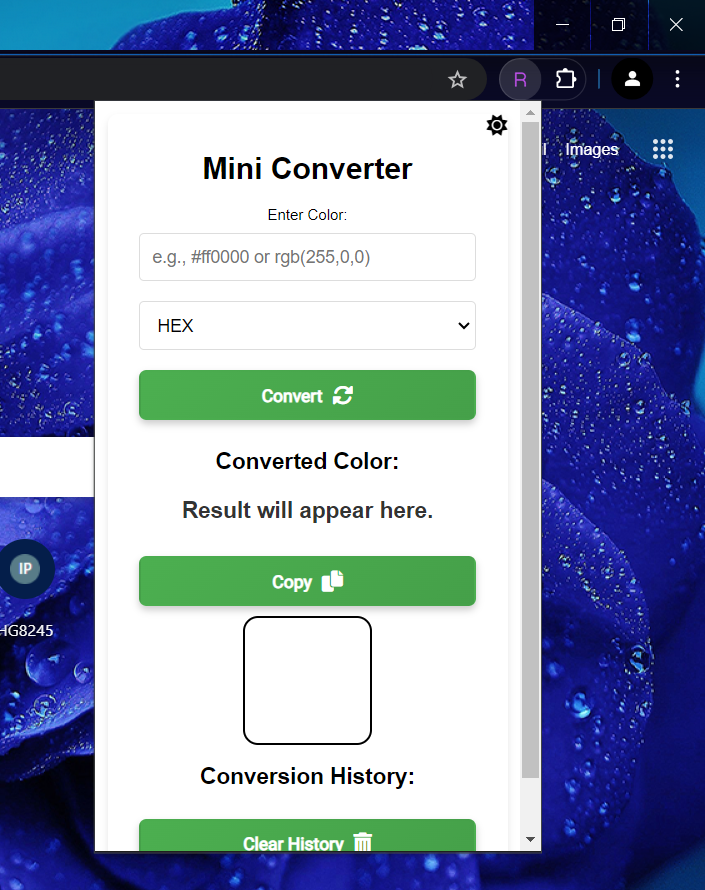 R
Images
Mini Converter
Enter Color:
e.g., #ff0000 or rgb(255,0,0)
HEX
Convert
Converted Color:
Result will appear here.
Copy
IP
HG8245
Conversion History:
Clear History